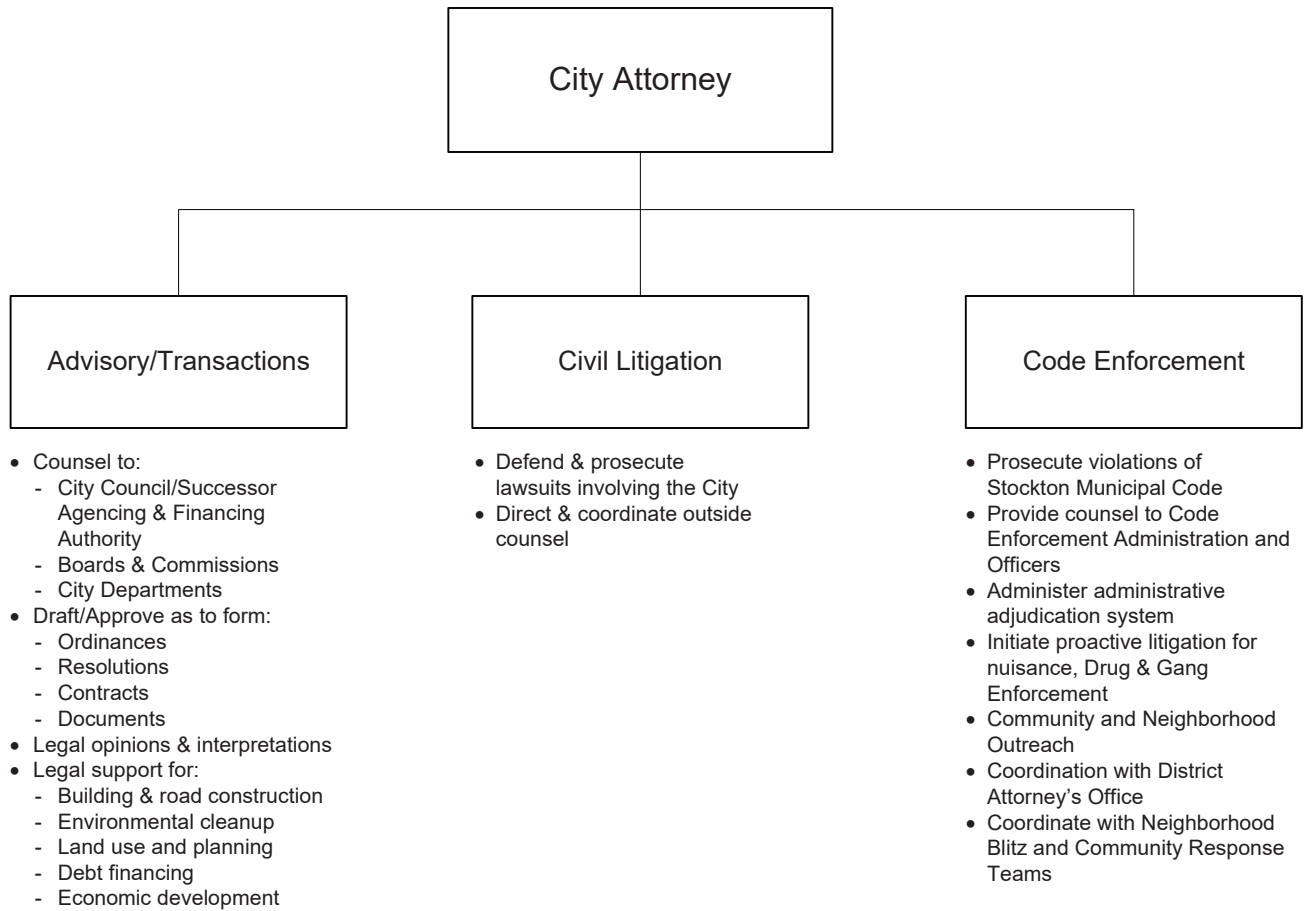 City Attorney
Advisory/Transactions
• Counsel to:
- City Council/Successor
Agencing & Financing
Authority
- Boards & Commissions
- City Departments
• Draft/Approve as to form:
- Ordinances
- Resolutions
- Contracts
- Documents
• Legal opinions & interpretations
• Legal support for:
- Building & road construction
- Environmental cleanup
- Land use and planning
- Debt financing
- Economic development
Civil Litigation
• Defend & prosecute
lawsuits involving the City
• Direct & coordinate outside
counsel
Code Enforcement
• Prosecute violations of
Stockton Municipal Code
• Provide counsel to Code
Enforcement Administration and
Officers
• Administer administrative
adjudication system
• Initiate proactive litigation for
nuisance, Drug & Gang
Enforcement
• Community and Neighborhood
Outreach
• Coordination with District
Attorney’s Office
• Coordinate with Neighborhood
Blitz and Community Response
Teams